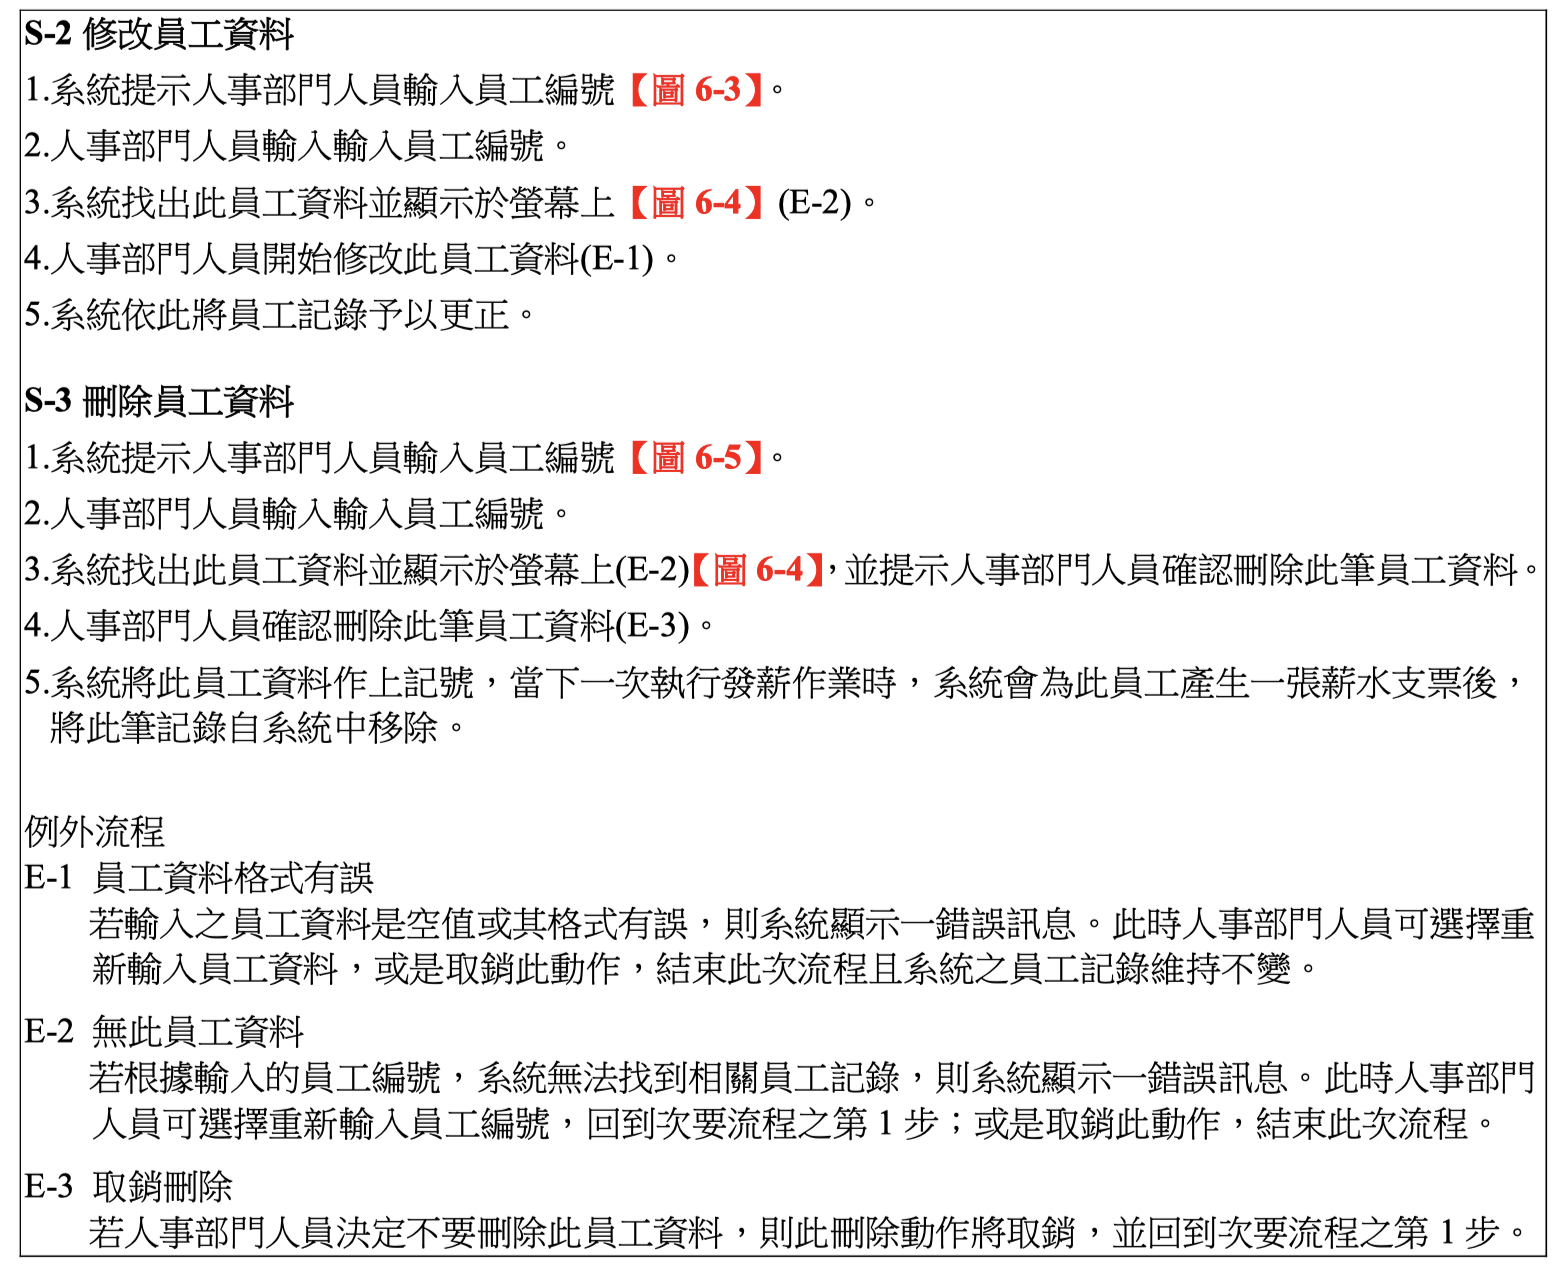 S-2 修改員工資料
1.系統提示人事部門人員輸入員工編號【圖 6-3】。
2.人事部門人員輸入輸入員工編號。
3.系統找出此員工資料並顯示於螢幕上【圖 6-4】(E-2)。
4.人事部門人員開始修改此員工資料(E-1)。
5.系統依此將員工記錄予以更正。
S-3 刪除員工資料
1.系統提示人事部門人員輸入員工編號【圖 6-5】。
2.人事部門人員輸入輸入員工編號。
3.系統找出此員工資料並顯示於螢幕上(E-2)【圖 6-4】，並提示人事部門人員確認刪除此筆員工資料。
4.人事部門人員確認刪除此筆員工資料(E-3)。
5.系統將此員工資料作上記號，當下一次執行發薪作業時，系統會為此員工產生一張薪水支票後，
將此筆記錄自系統中移除。
例外流程
E-1 員工資料格式有誤
若輸入之員工資料是空值或其格式有誤，則系統顯示一錯誤訊息。此時人事部門人員可選擇重
新輸入員工資料，或是取銷此動作，結束此次流程且系統之員工記錄維持不變。
E-2 無此員工資料
若根據輸入的員工編號，系統無法找到相關員工記錄，則系統顯示一錯誤訊息。此時人事部門
人員可選擇重新輸入員工編號，回到次要流程之第 1 步；或是取銷此動作，結束此次流程。
E-3 取銷刪除
若人事部門人員決定不要刪除此員工資料，則此刪除動作將取銷，並回到次要流程之第 1 步。